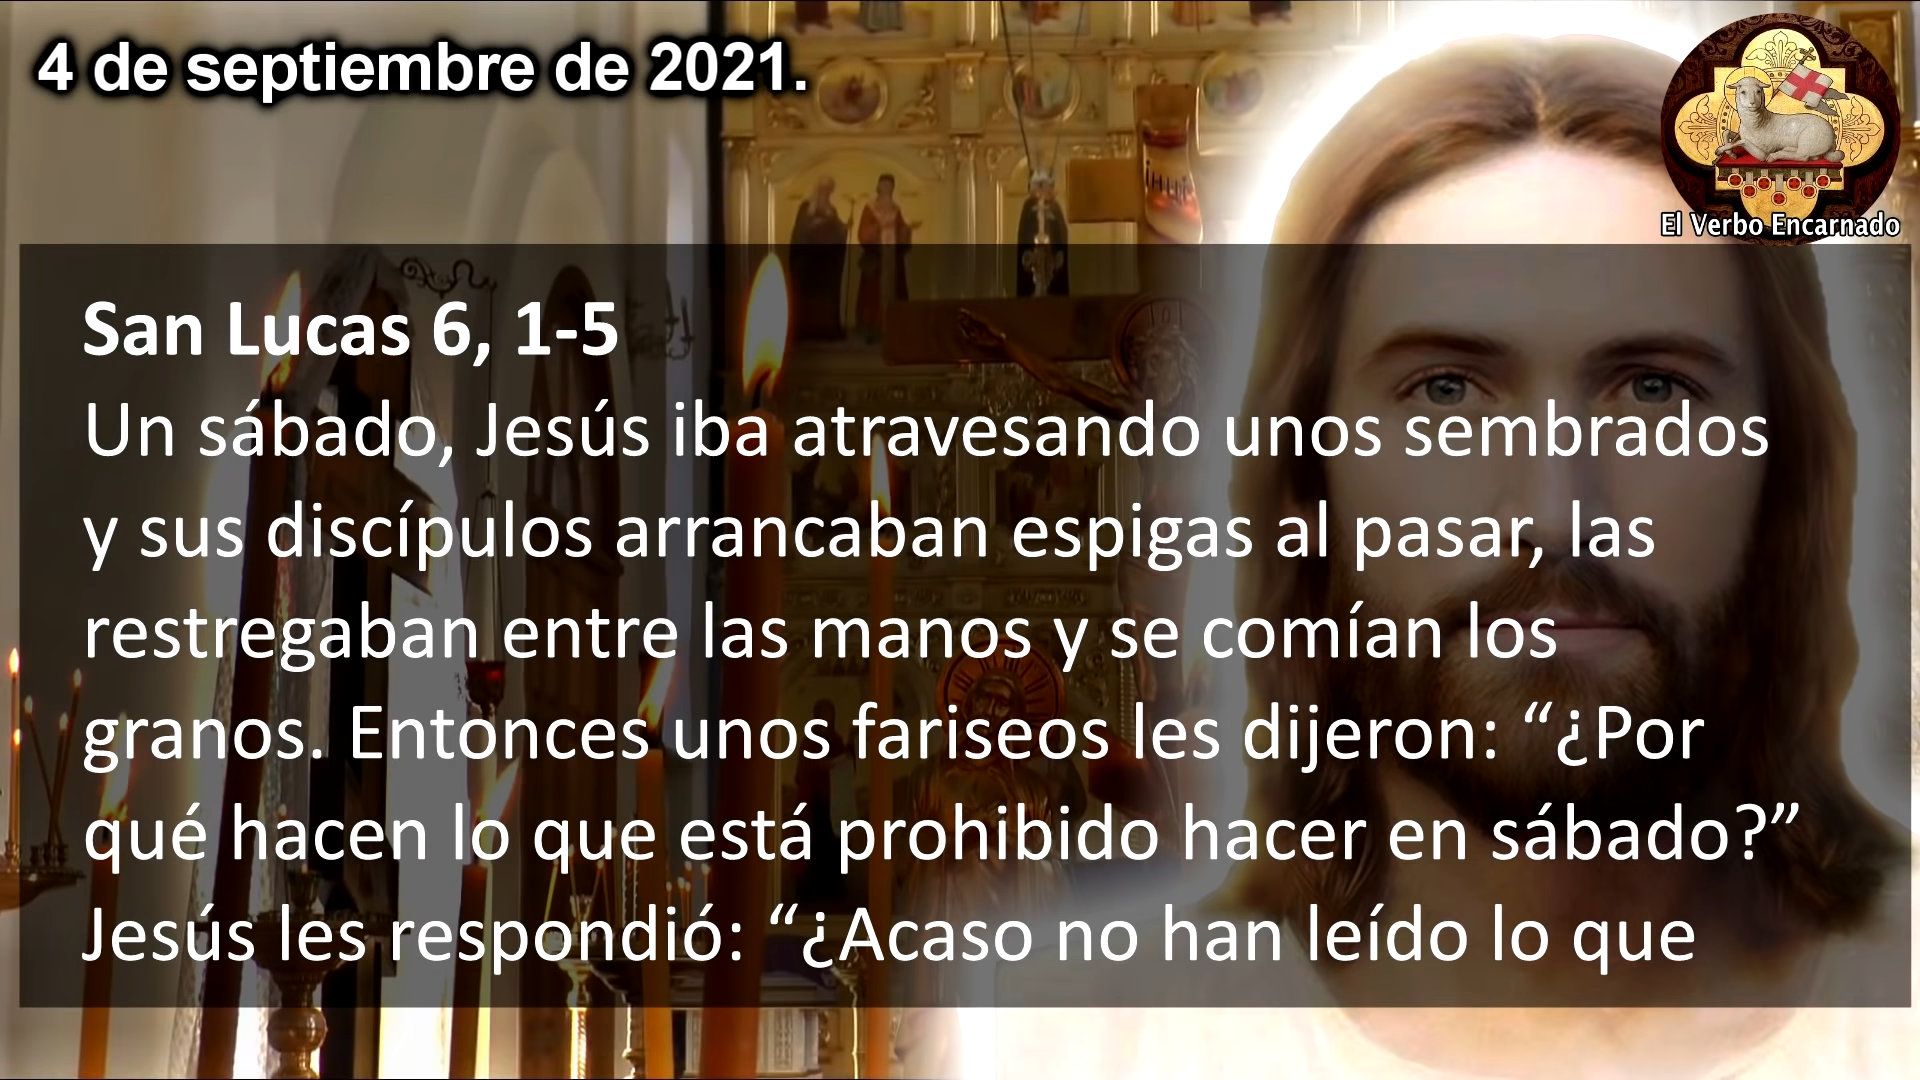 4 de septiembre de 2021.
El Verbo Encarnado
San Lucas 6, 1-5
Un sábado, Jesús iba atravesando unos sembrados
y sus discípulos arrancaban espigas al pasar, las
restregaban entre las manos y se comían los
granos. Entonces unos fariseos les dijeron: “¿Por
qué hacen lo que está prohibido hacer en sábado?”
Jesús les respondió: “¿Acaso no han leído lo que